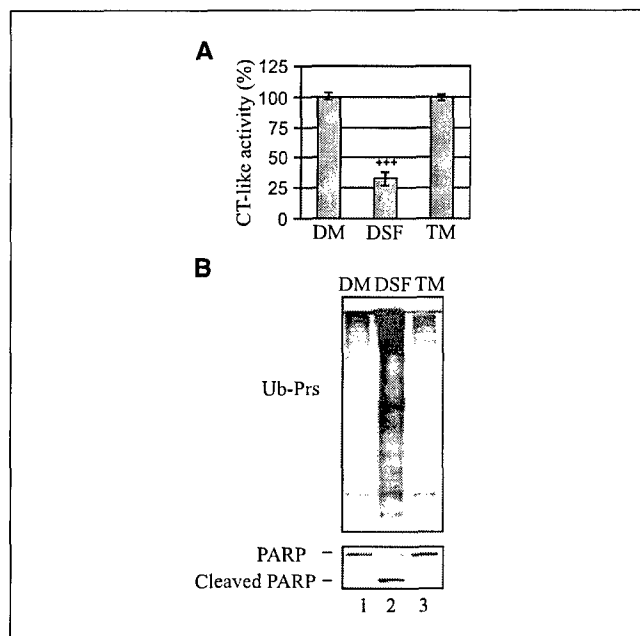 A
CT-like activity (%)
125
100
75
50
25
0
+++
DM DSF TM
B
DM DSF TM
Ub-Prs
PARP –
Cleaved PARP –
1 2 3